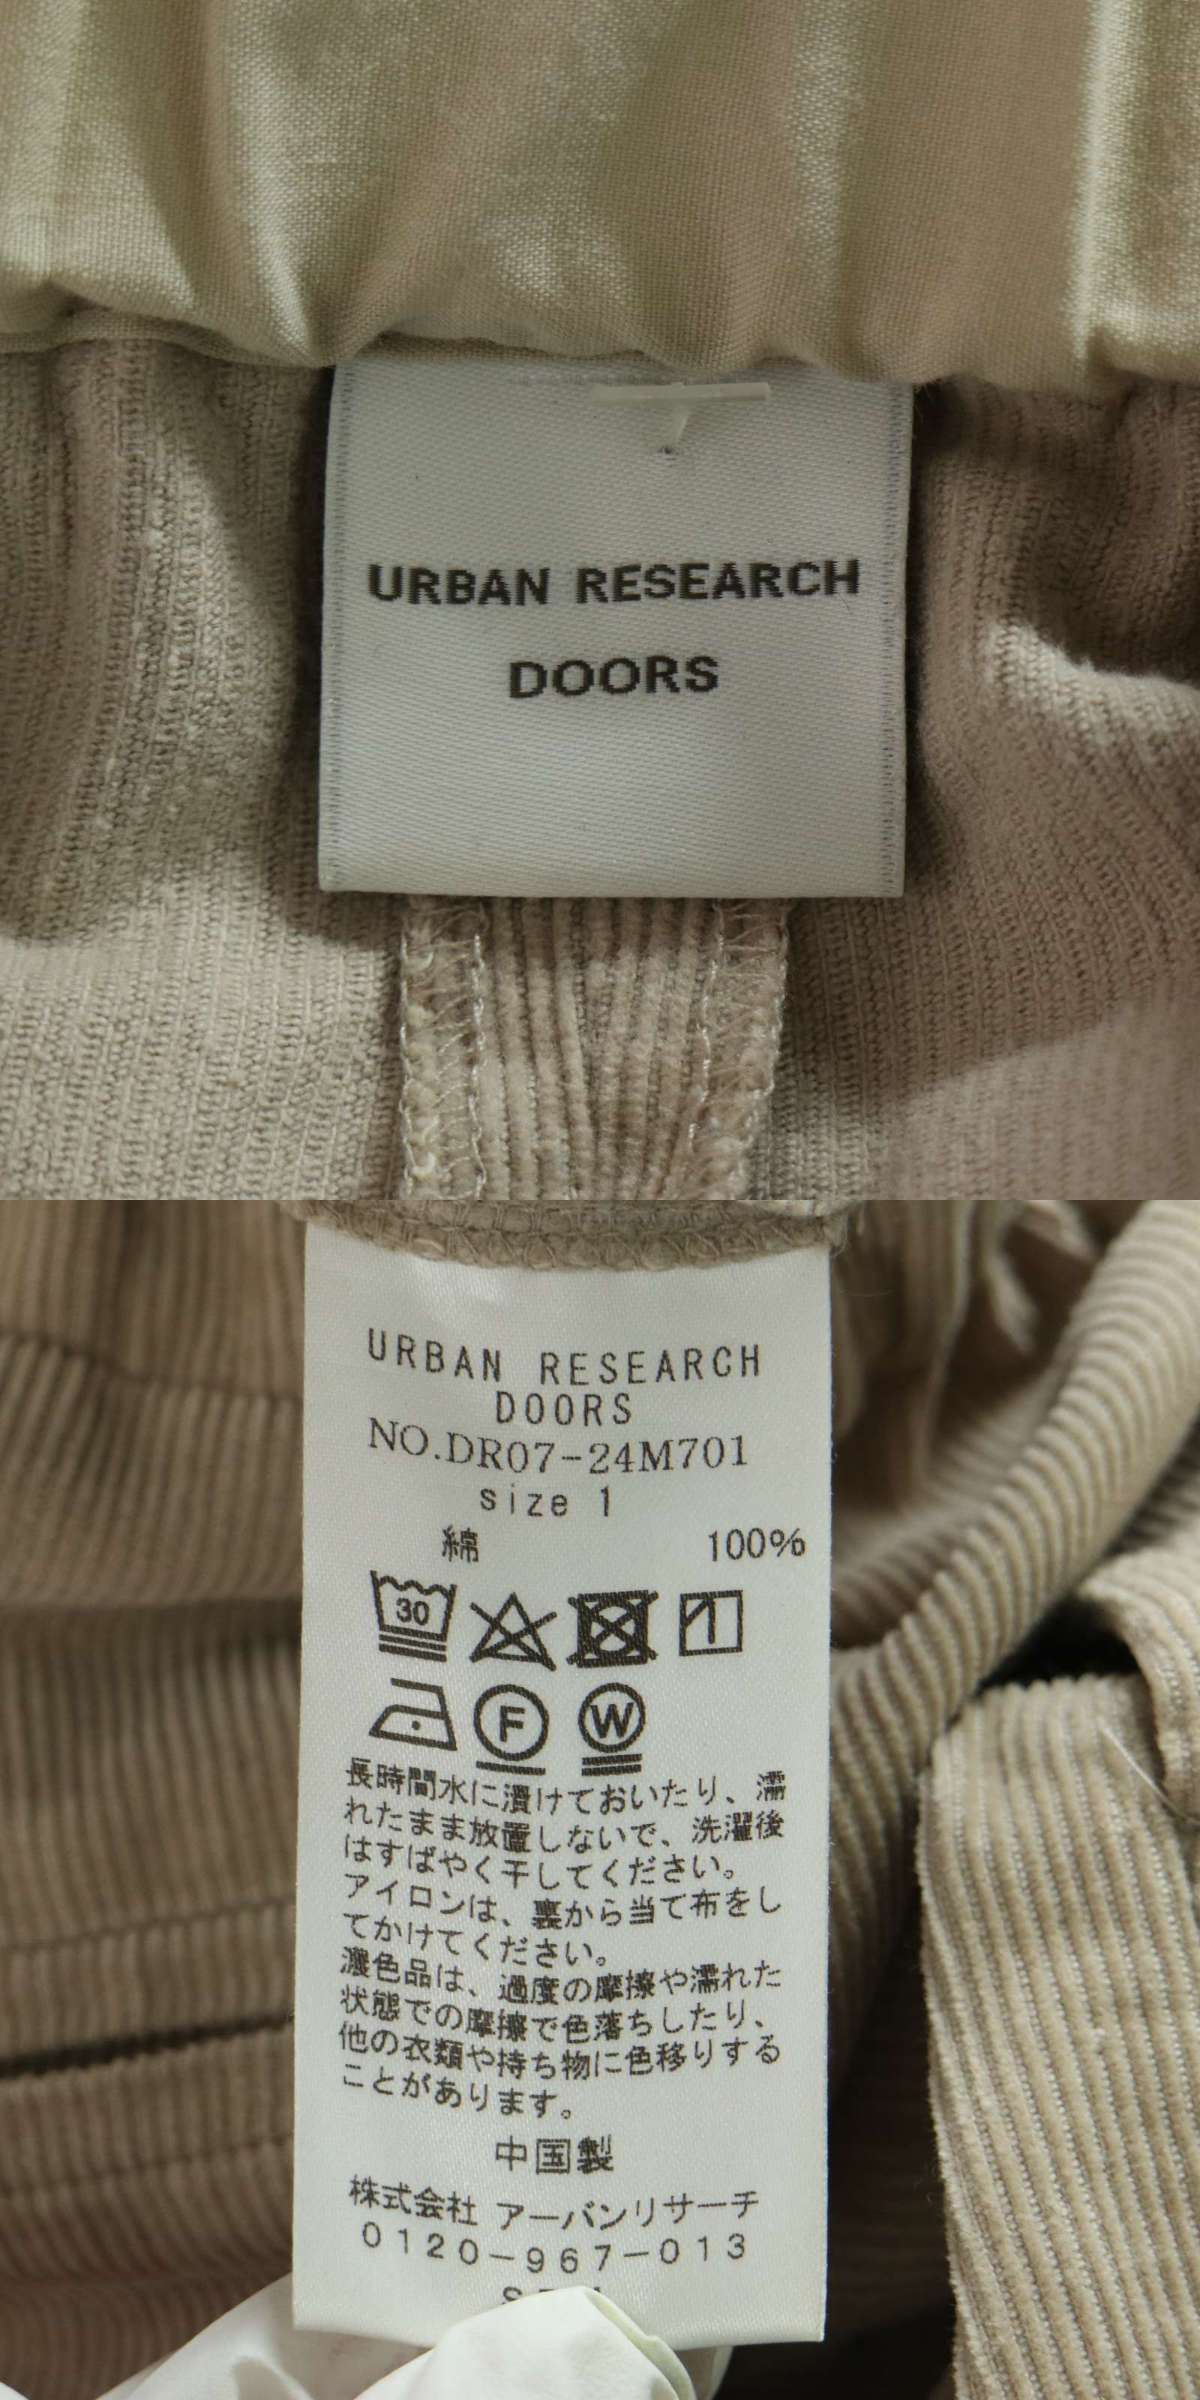 URBAN RESEARCH
DOORS
URBAN RESEARCH
DOORS
NO.DR07-24M701
size 1
綿 100%
30
F W
長時間水に漬けておいたり、濡
れたまま放置しないで、洗濯後
はすばやく干してください。
アイロンは、裏から当て布をし
てかけてください。
濃色品は、過度の摩擦や濡れた
状態での摩擦で色落ちしたり、
他の衣類や持ち物に色移りする
ことがあります。
中国製
株式会社 アーバンリサーチ
0120-967-013